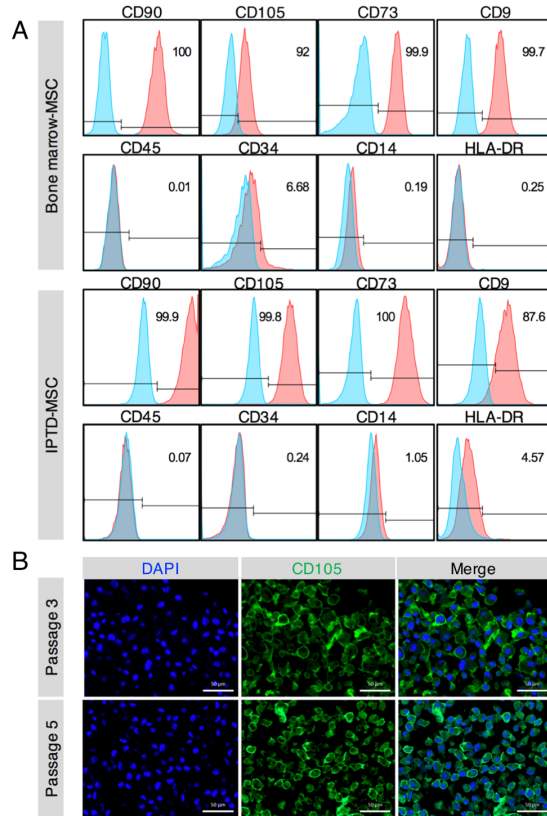 A
CD90 CD105 CD73 CD9
Bone marrow-MSC
100 92 99.9 99.7
CD45 CD34 CD14 HLA-DR
0.01 6.68 0.19 0.25
CD90 CD105 CD73 CD9
IPTD-MSC
99.9 99.8 100 87.6
CD45 CD34 CD14 HLA-DR
0.07 0.24 1.05 4.57
B
DAPI CD105 Merge
Passage 3
50 µm 50 µm 50 µm
Passage 5
50 µm 50 µm 50 µm